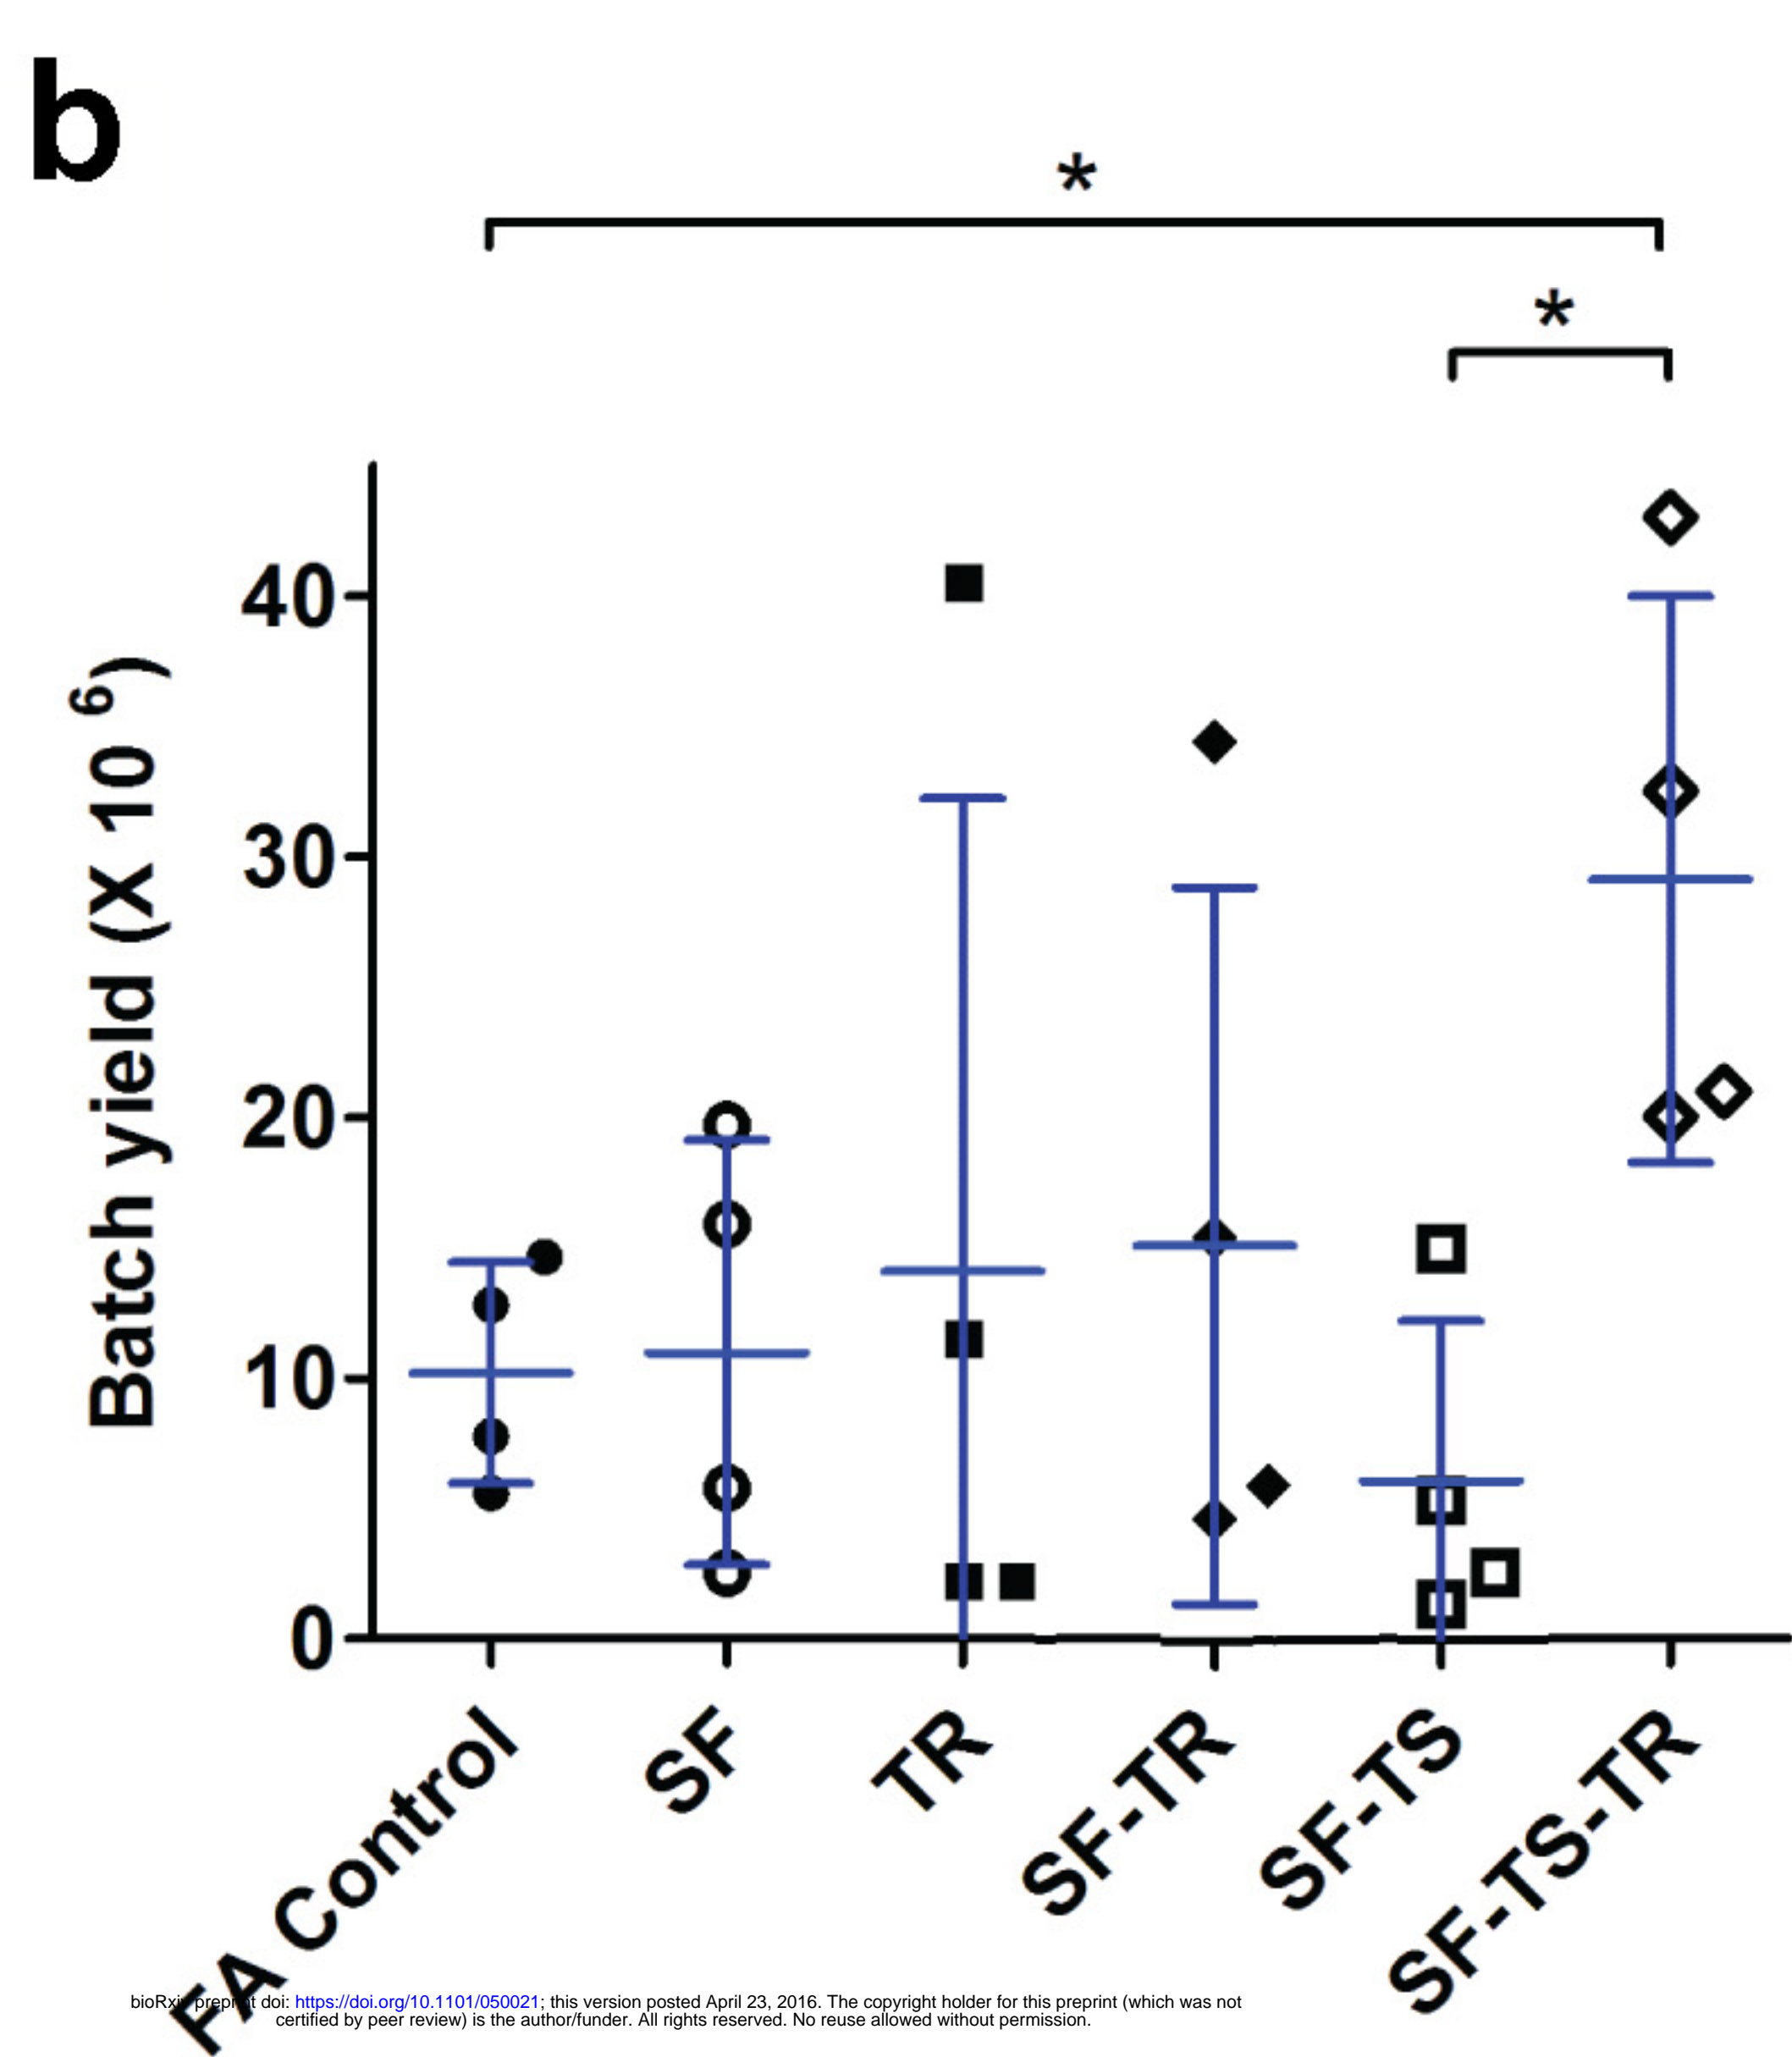 b
*
*
Batch yield (X 10 6)
40
30
20
10
0
FA Control
SF
TR
SF-TR
SF-TS
SF-TS-TR
bioRxiv preprint doi: https://doi.org/10.1101/050021; this version posted April 23, 2016. The copyright holder for this preprint (which was not
certified by peer review) is the author/funder. All rights reserved. No reuse allowed without permission.